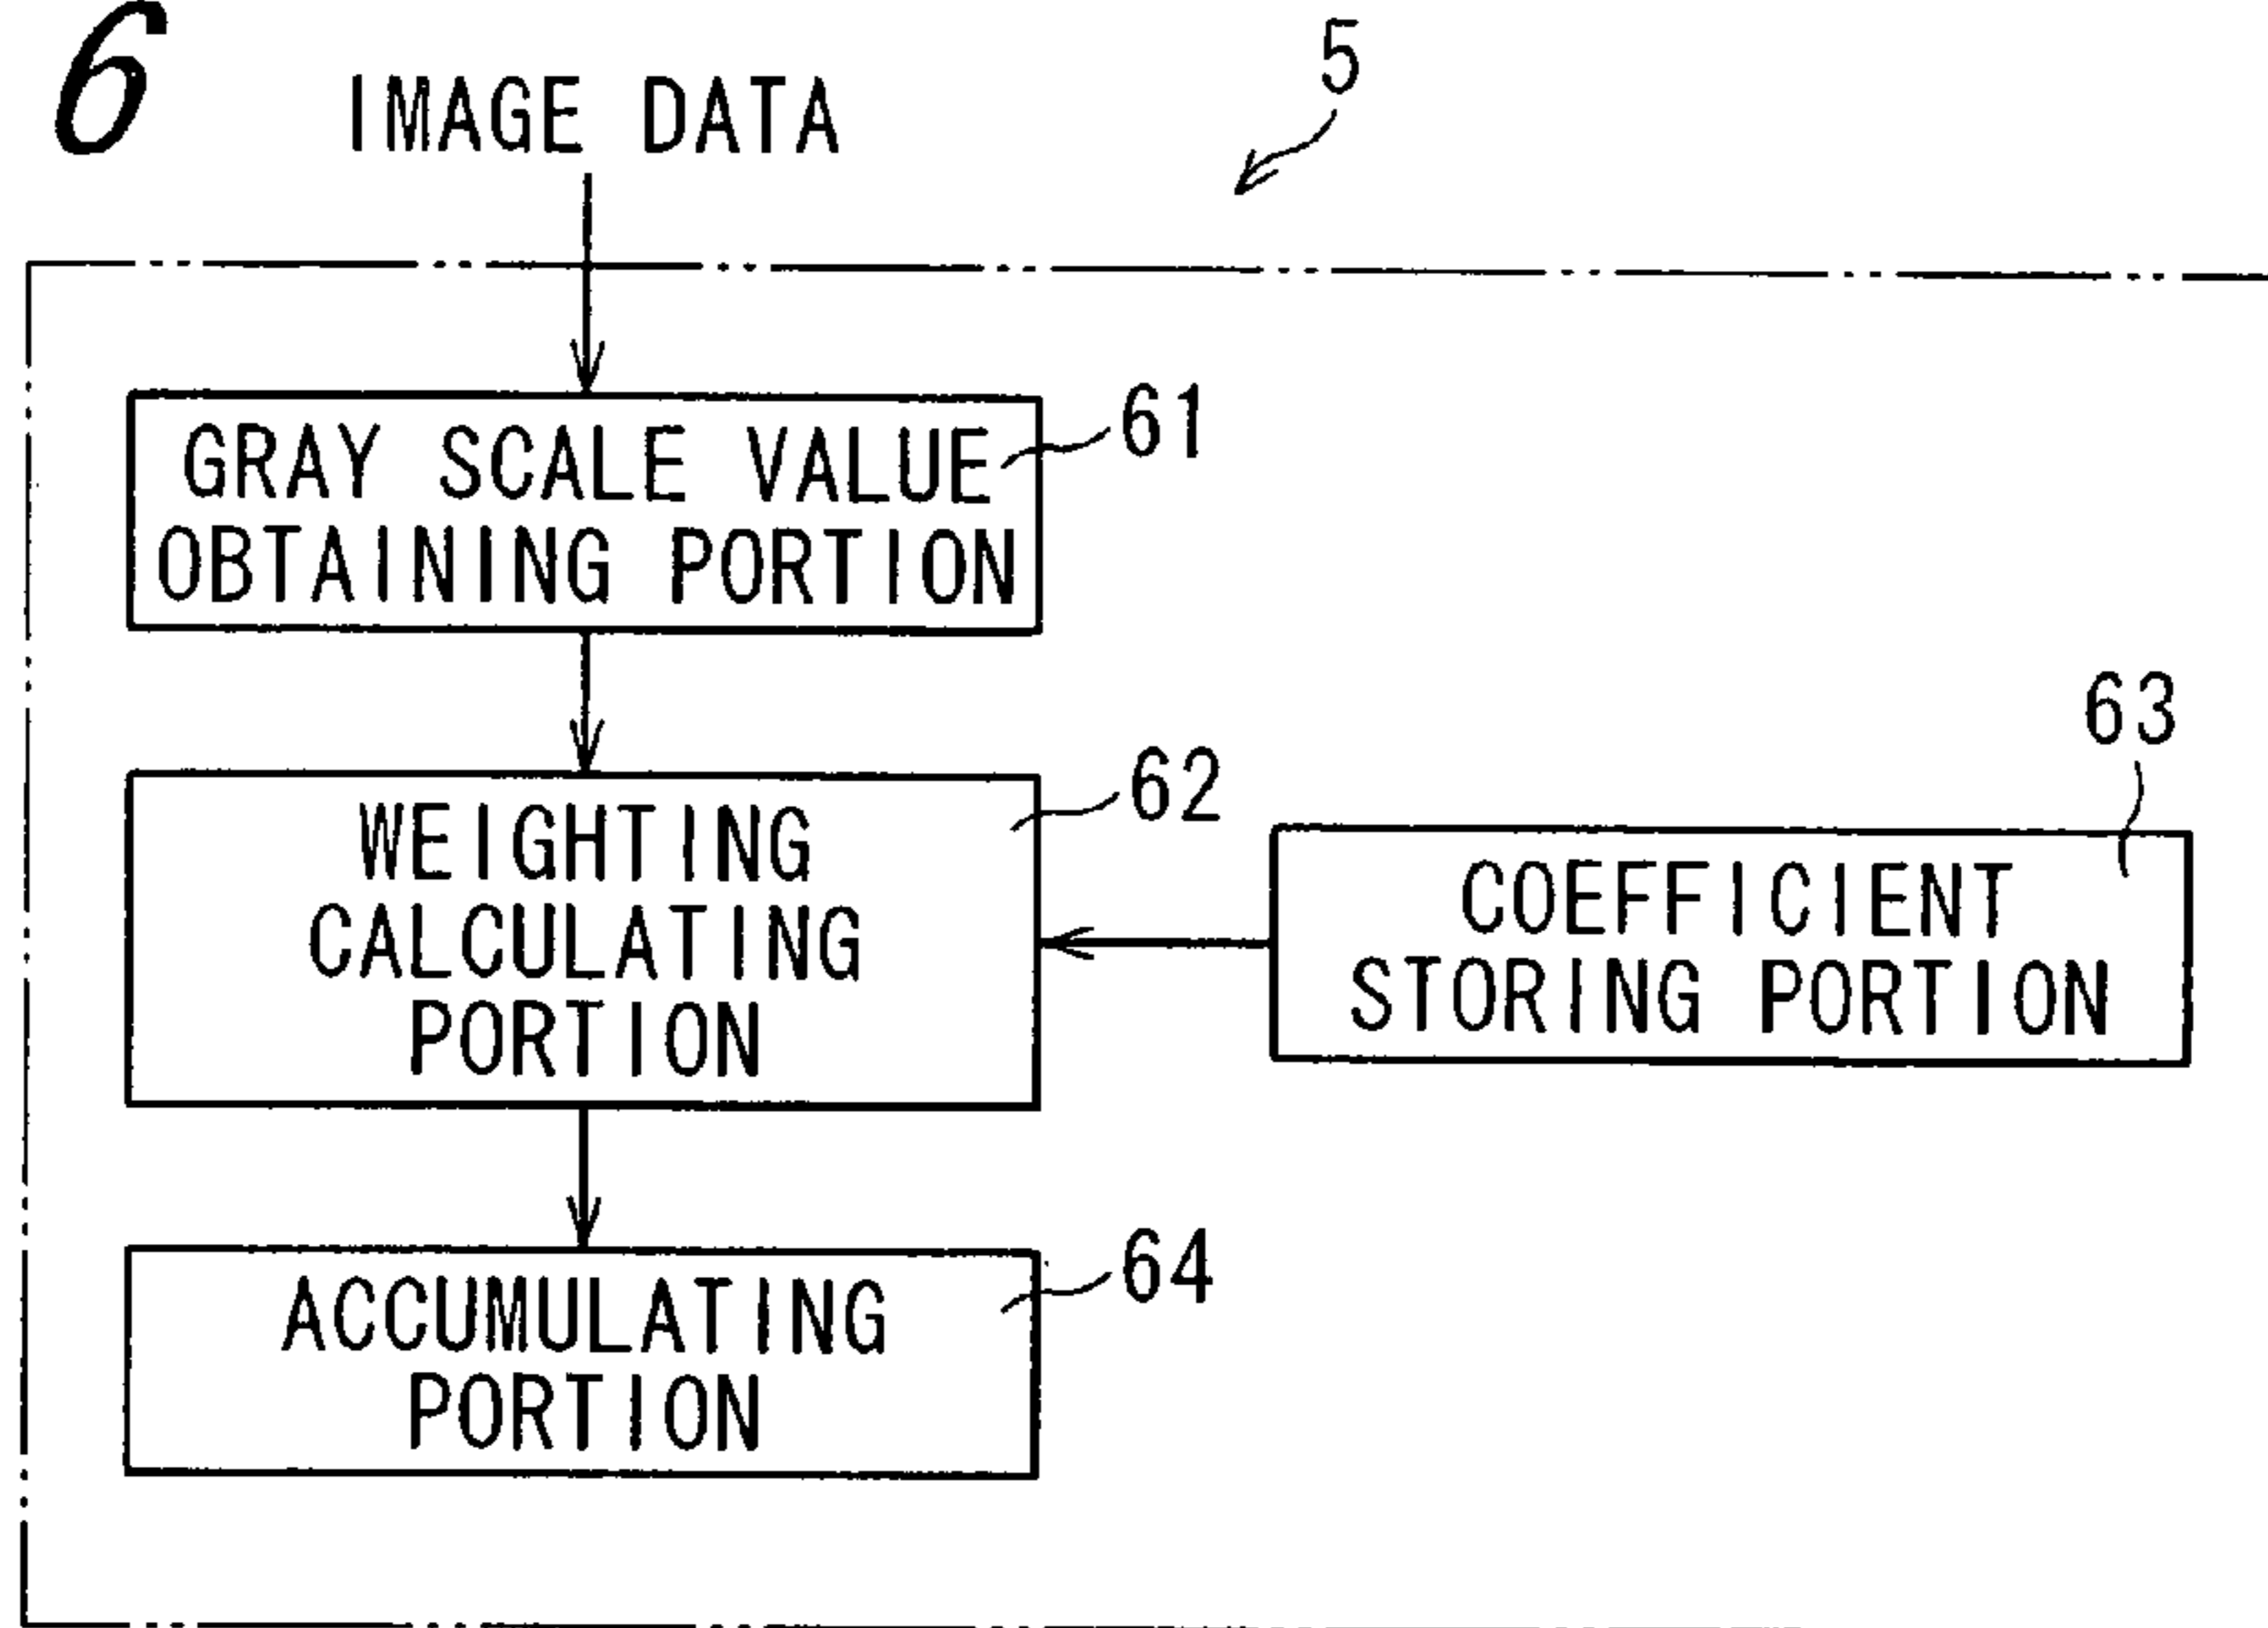 6
IMAGE DATA
5
GRAY SCALE VALUE
OBTAINING PORTION
61
WEIGHTING
CALCULATING
PORTION
62
63
COEFFICIENT
STORING PORTION
ACCUMULATING
PORTION
64